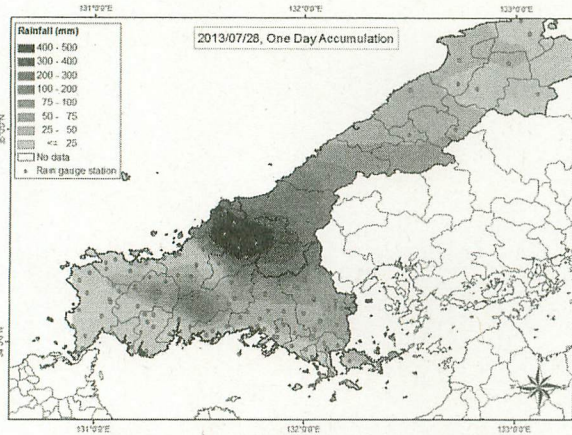 131°0'0"E
132°0'0"E
133°0'0"E
2013/07/28, One Day Accumulation
Rainfall (mm)
400 - 500
300 - 400
200 - 300
100 - 200
75 - 100
50 - 75
25 - 50
<= 25
No data
Rain gauge station
131°0'0"E
132°0'0"E
133°0'0"E